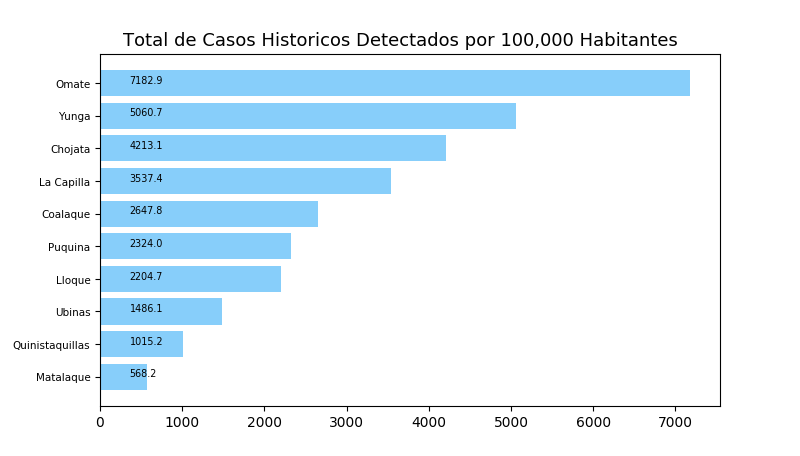 Total de Casos Historicos Detectados por 100,000 Habitantes
Omate 7182.9
Yunga 5060.7
Chojata 4213.1
La Capilla 3537.4
Coalaque 2647.8
Puquina 2324.0
Lloque 2204.7
Ubinas 1486.1
Quinistaquillas 1015.2
Matalaque 568.2
0 1000 2000 3000 4000 5000 6000 7000